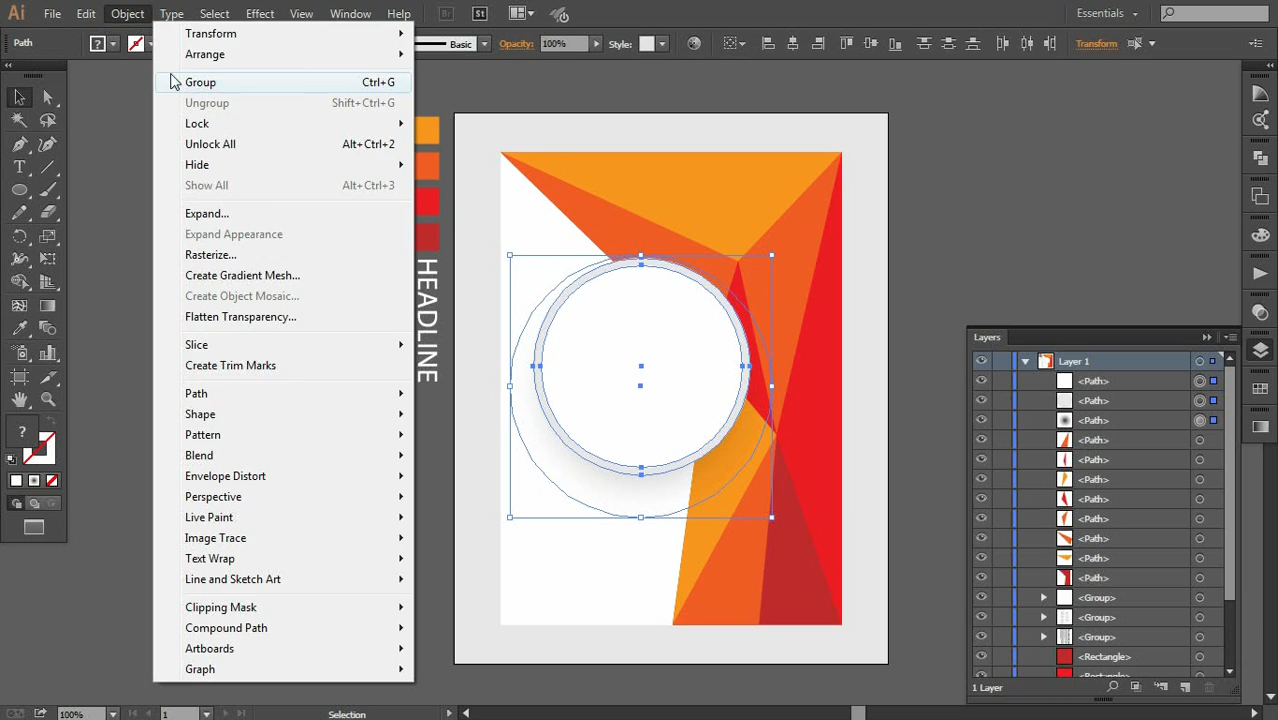 Ai File Edit Object Type Select Effect View Window Help Br St Essentials
Path ? Basic Opacity: 100% Style: Transform
Transform
Arrange
Group Ctrl+G
Ungroup Shift+Ctrl+G
Lock
Unlock All Alt+Ctrl+2
Hide
Show All Alt+Ctrl+3
Expand...
Expand Appearance
Rasterize...
Create Gradient Mesh...
Create Object Mosaic...
Flatten Transparency...
Slice
Create Trim Marks
Path
Shape
Pattern
Blend
Envelope Distort
Perspective
Live Paint
Image Trace
Text Wrap
Line and Sketch Art
Clipping Mask
Compound Path
Artboards
Graph
T
?
HEADLINE
Layers
Layer 1
<Path>
<Path>
<Path>
<Path>
<Path>
<Path>
<Path>
<Path>
<Path>
<Path>
<Path>
<Group>
<Group>
<Group>
<Rectangle>
<Rectangle>
1 Layer
100% 1 Selection